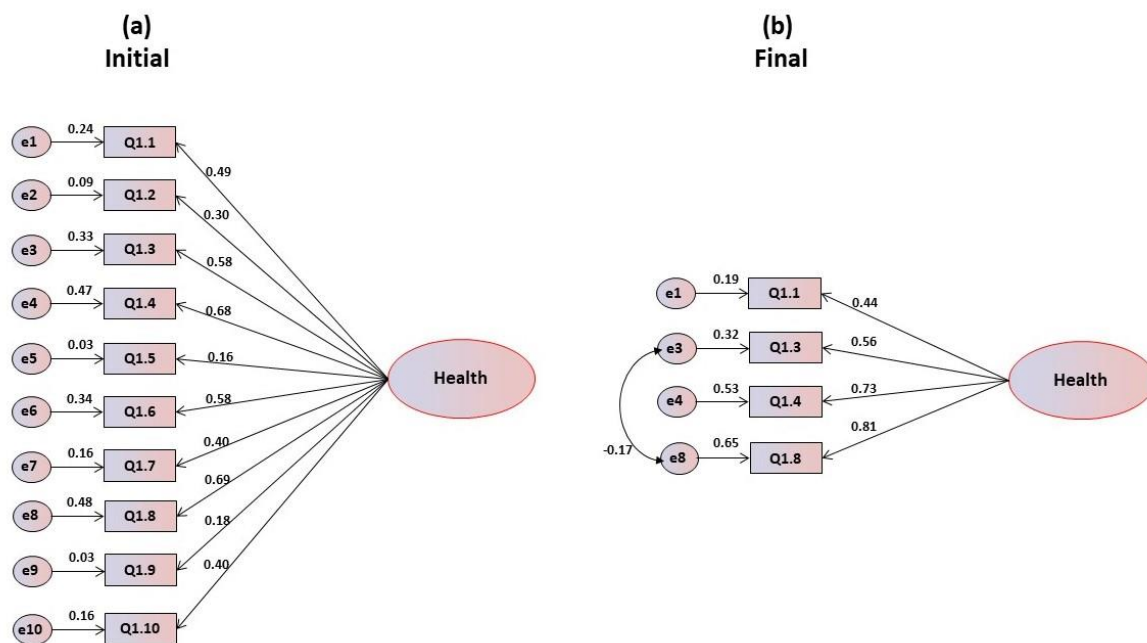 (a)
Initial
e1 0.24 Q1.1
0.49
e2 0.09 Q1.2
0.30
e3 0.33 Q1.3
0.58
e4 0.47 Q1.4
0.68
e5 0.03 Q1.5
0.16
e6 0.34 Q1.6
0.58
e7 0.16 Q1.7
0.40
e8 0.48 Q1.8
0.69
e9 0.03 Q1.9
0.18
e10 0.16 Q1.10
0.40
Health
(b)
Final
e1 0.19 Q1.1
0.44
e3 0.32 Q1.3
0.56
e4 0.53 Q1.4
0.73
e8 0.65 Q1.8
0.81
-0.17
Health